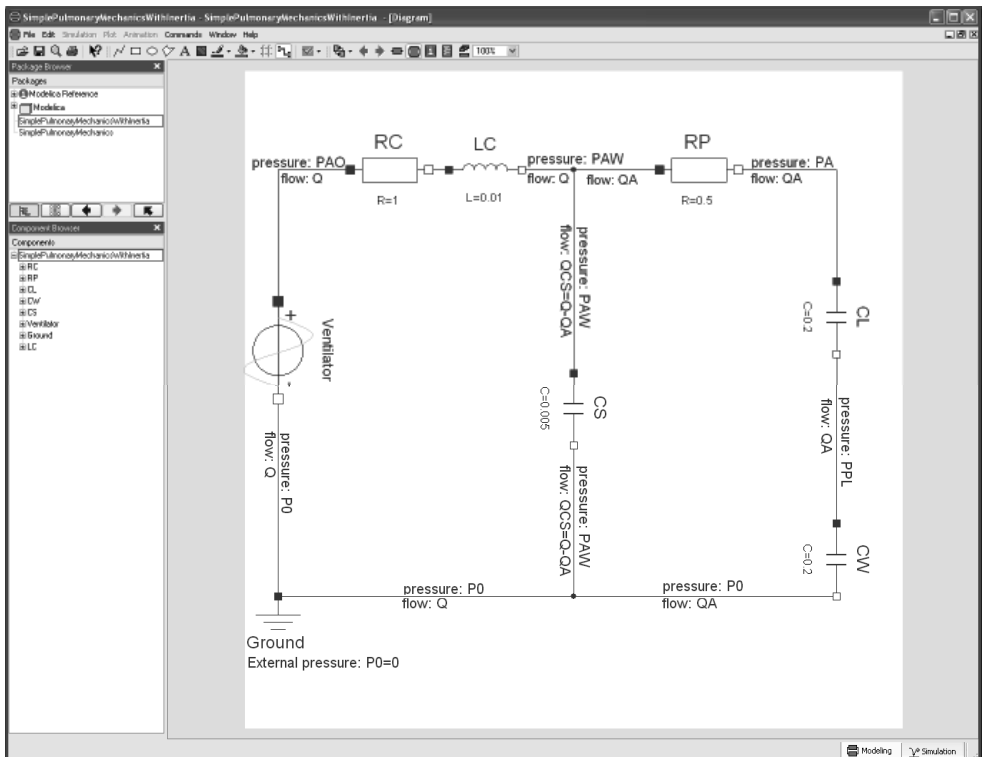 SimplePulmonaryMechanicsWithInertia - SimplePulmonaryMechanicsWithInertia - [Diagram]
File Edit Simulation Plot Animation Commands Window Help
100%
Package Browser
Packages
Modelica Reference
Modelica
SimplePulmonaryMechanicsWithInertia
SimplePulmonaryMechanics
Component Browser
Components
SimplePulmonaryMechanicsWithInertia
RC
RP
CL
CW
CS
Ventilator
Ground
LC
RC
LC
RP
pressure: PAO
flow: Q
R=1
L=0.01
pressure: PAW
flow: Q
flow: QA
R=0.5
pressure: PA
flow: QA
pressure: PAW
flow: QCS=Q-QA
CL
C=0.2
Ventilator
CS
C=0.005
pressure: PPL
flow: QA
pressure: P0
flow: Q
pressure: PAW
flow: QCS=Q-QA
CW
C=0.2
pressure: P0
flow: Q
pressure: P0
flow: QA
Ground
External pressure: P0=0
Modeling
Simulation